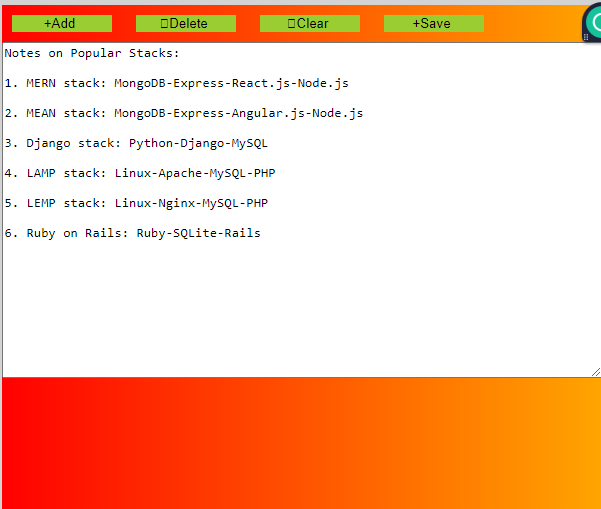 +Add
Delete
Clear
+Save
Notes on Popular Stacks:
1. MERN stack: MongoDB-Express-React.js-Node.js
2. MEAN stack: MongoDB-Express-Angular.js-Node.js
3. Django stack: Python-Django-MySQL
4. LAMP stack: Linux-Apache-MySQL-PHP
5. LEMP stack: Linux-Nginx-MySQL-PHP
6. Ruby on Rails: Ruby-SQLite-Rails